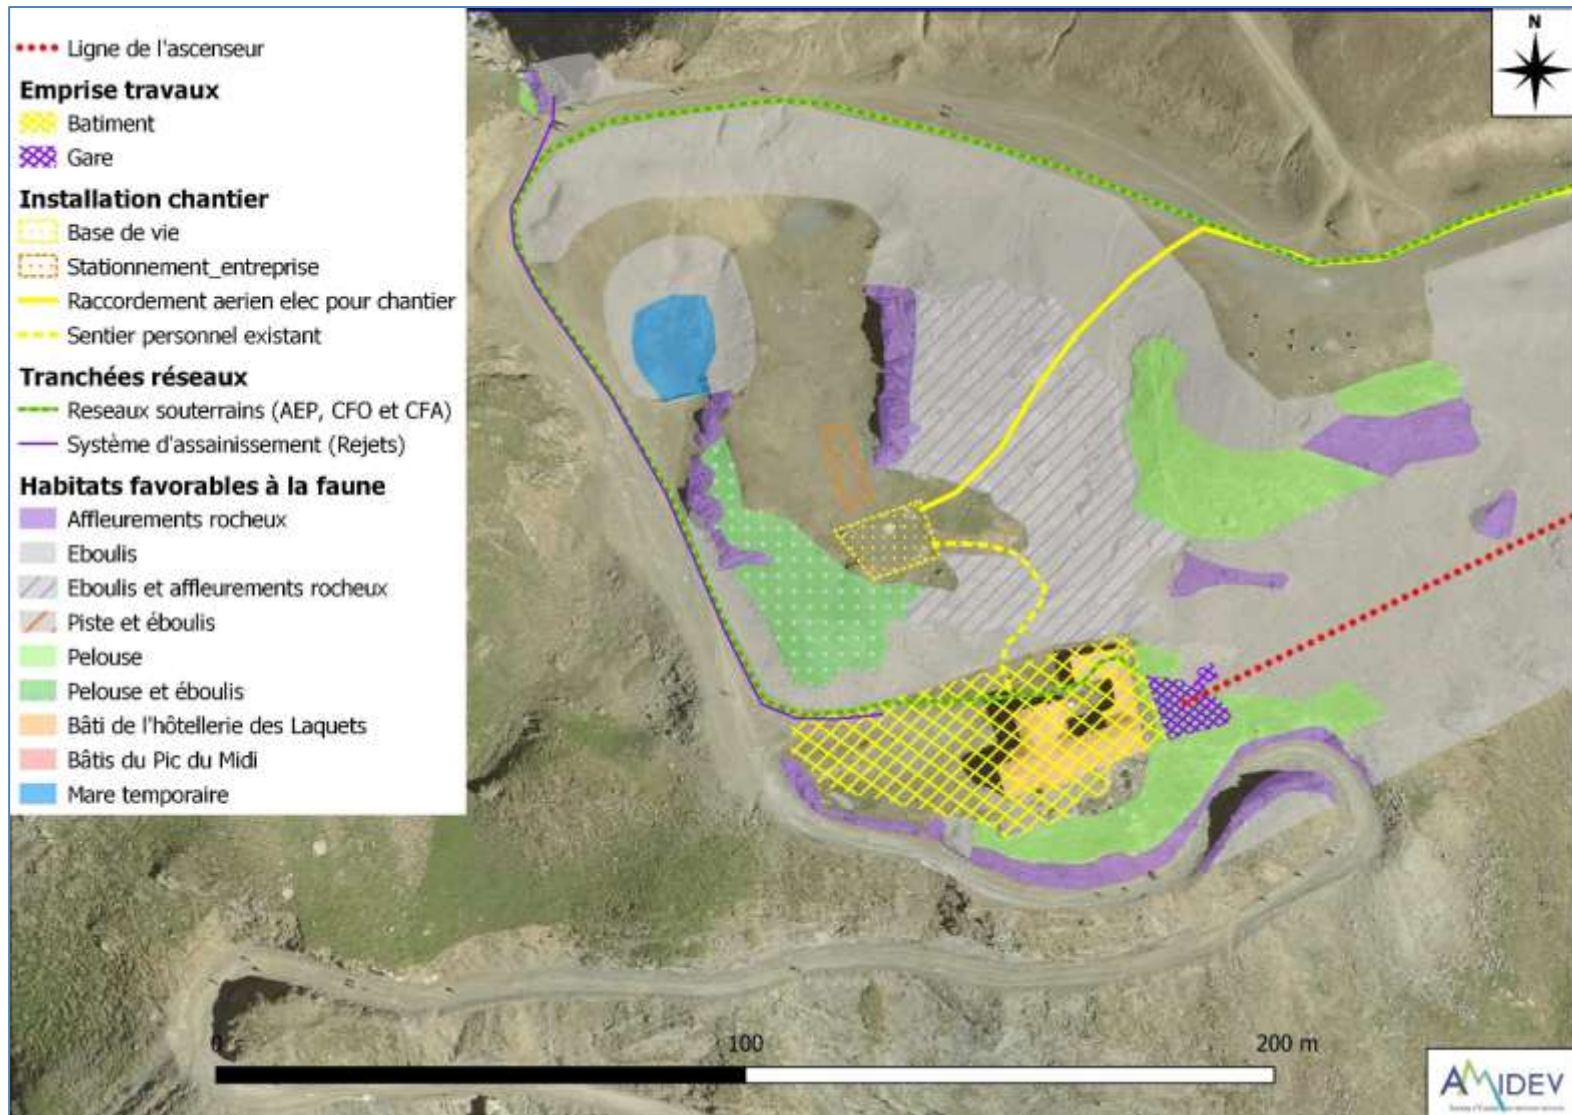 Ligne de l'ascenseur
Emprise travaux
Batiment
Gare
Installation chantier
Base de vie
Stationnement_entreprise
Raccordement aerien elec pour chantier
Sentier personnel existant
Tranchées réseaux
Reseaux souterrains (AEP, CFO et CFA)
Système d'assainissement (Rejets)
Habitats favorables à la faune
Affleurements rocheux
Eboulis
Eboulis et affleurements rocheux
Piste et éboulis
Pelouse
Pelouse et éboulis
Bâti de l'hôtellerie des Laquets
Bâtis du Pic du Midi
Mare temporaire
N
0 100 200 m
AMIDEV